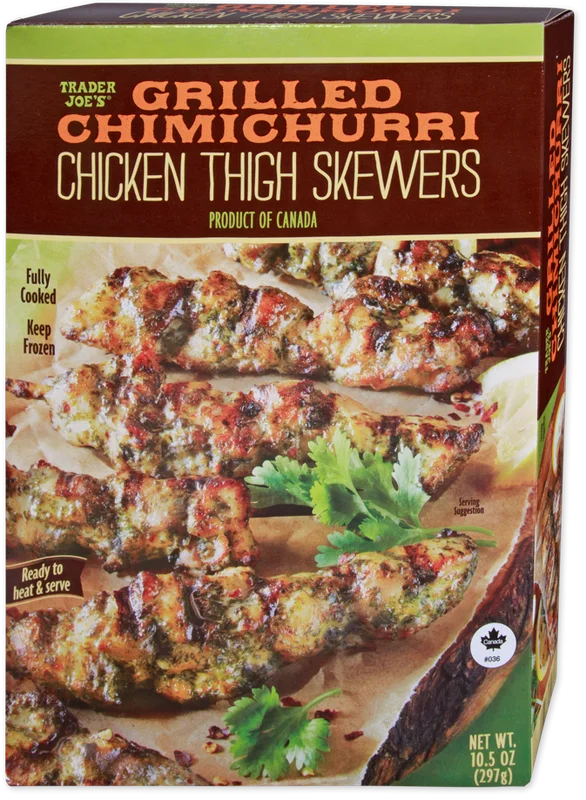 TRADER
JOE'S®
GRILLED
CHIMICHURRI
CHICKEN THIGH SKEWERS
PRODUCT OF CANADA
Fully
Cooked
Keep
Frozen
Serving
Suggestion
Ready to
heat & serve
Canada
#036
NET WT.
10.5 OZ
(297g)
TRADER
JOE'S
GRILLED
CHIMICHURRI
CHICKEN THIGH SKEWERS